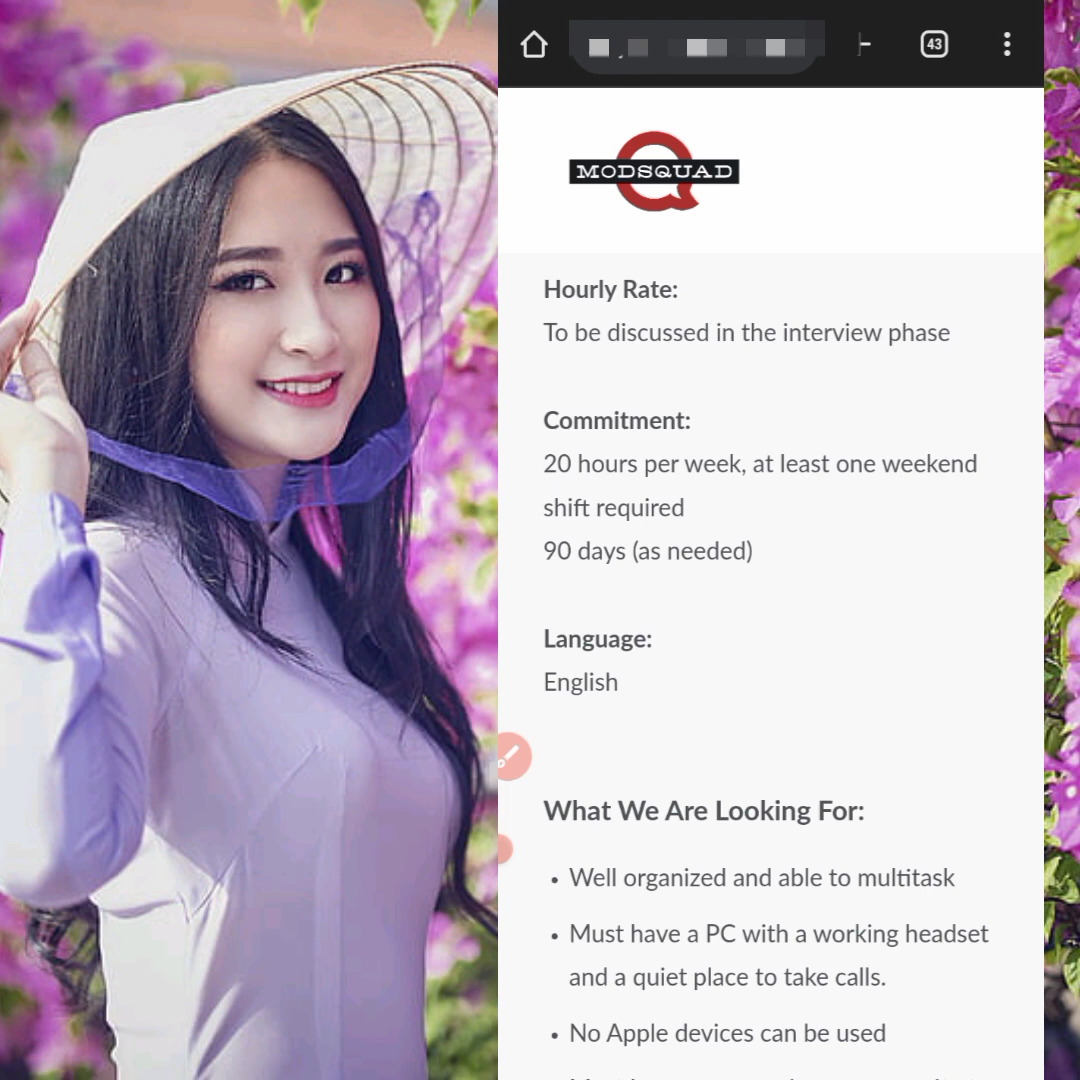 43
MODSQUAD
Hourly Rate:
To be discussed in the interview phase
Commitment:
20 hours per week, at least one weekend
shift required
90 days (as needed)
Language:
English
What We Are Looking For:
• Well organized and able to multitask
• Must have a PC with a working headset
and a quiet place to take calls.
• No Apple devices can be used